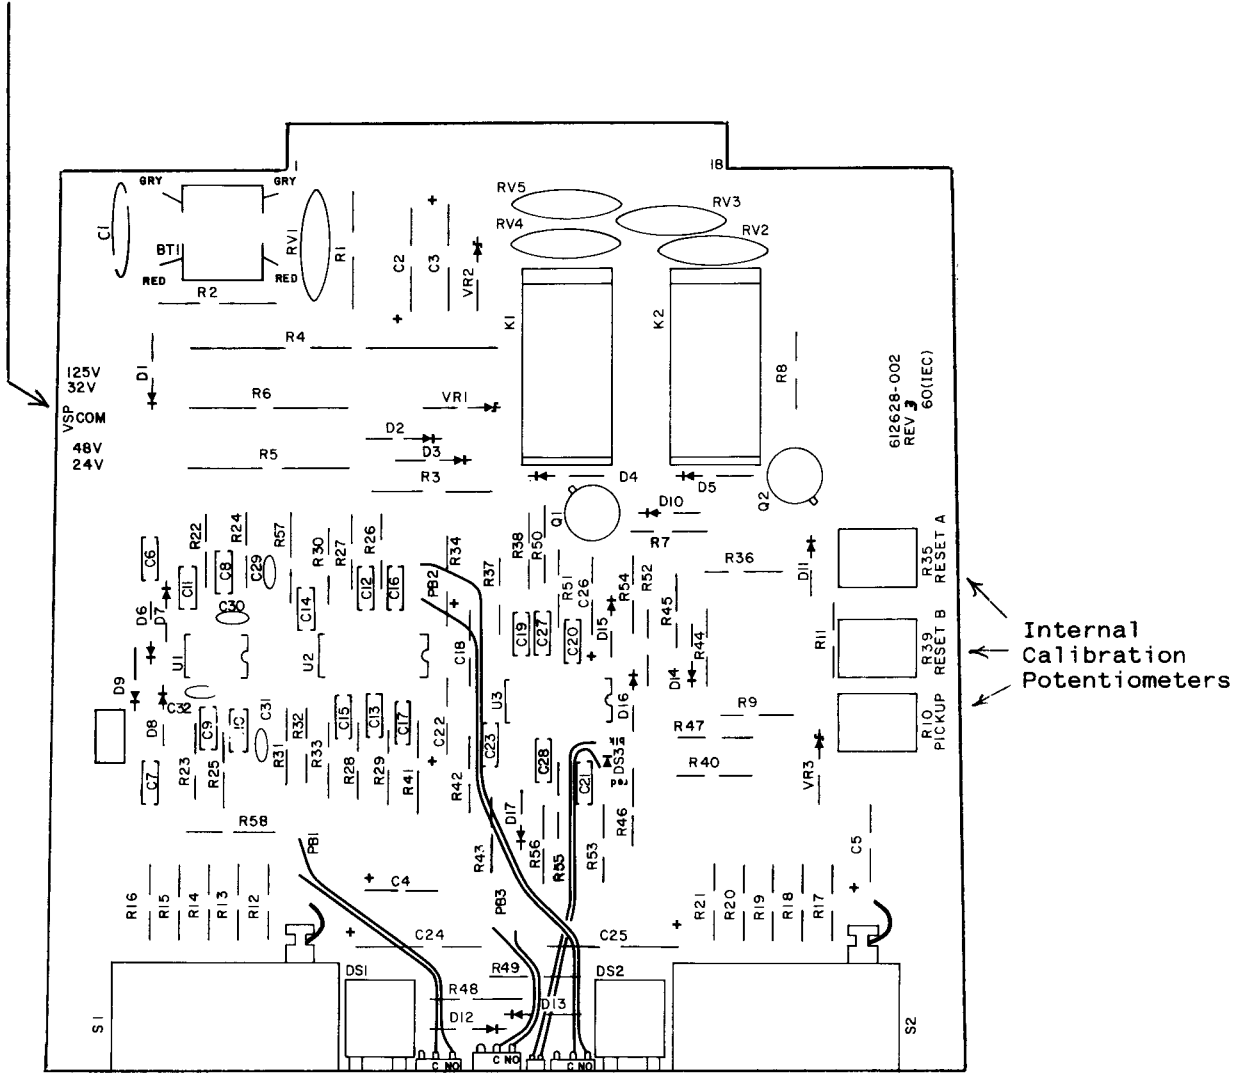 I
18
GRY
GRY
C1
BT1
RED
RED
RV1
R1
R2
C2
+
C3
+
VR2
RV5
RV4
RV3
RV2
K1
K2
R8
R4
125V
32V
VSP COM
48V
24V
D1
R6
VR1
D2
D3
R5
R3
D4
D5
Q1
Q2
D10
R7
612628-002
REV 3
60(IEC)
C6
R22
R24
R57
R30
R27
R26
R34
R38
R50
R36
D11
R35
RESET A
C11
C8
C29
C12
C16
PB2
R37
R51
C26
R54
R52
R45
D6
D7
C30
C14
+
C18
C19
C27
C20
+
D15
R44
R11
R39
RESET B
Internal
Calibration
Potentiometers
U1
U2
U3
D9
D8
C32
C9
C10
C31
R32
R33
C15
C13
C17
C22
+
C23
D16
D14
R9
R47
R10
PICKUP
C7
R23
R25
R31
R28
R29
R41
R42
C28
C21
blk
DS3
red
R40
VR3
R58
PB1
D17
R43
R56
R55
R53
R46
C5
+
R16
R15
R14
R13
R12
+
C4
PB3
R21
R20
R19
R18
R17
+
C24
C25
+
S1
DS1
R49
R48
D12
D13
DS2
S2
C NO
C NO
C NO